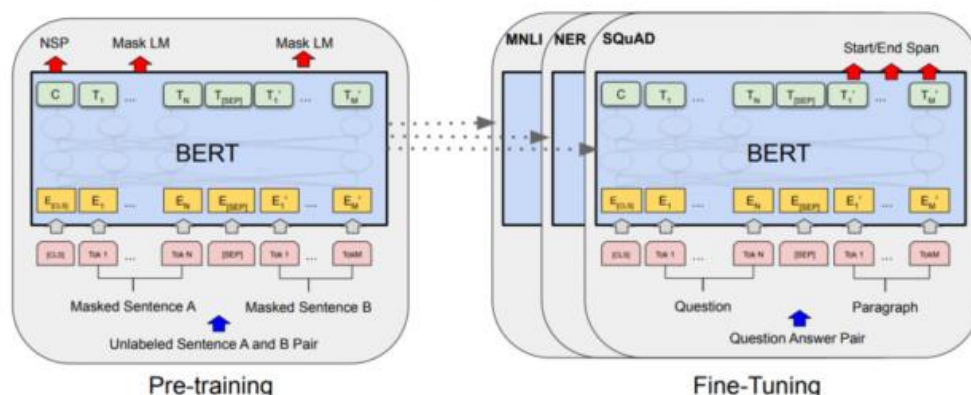 NSP Mask LM Mask LM
C T1 ... TN T[SEP] T1' ... TM'
BERT
E[CLS] E1 ... EN E[SEP] E1' ... EM'
[CLS] Tok 1 ... Tok N [SEP] Tok 1 ... TokM
Masked Sentence A Masked Sentence B
Unlabeled Sentence A and B Pair
Pre-training
MNLI NER SQuAD
Start/End Span
C T1 ... TN T[SEP] T1' ... TM'
BERT
E[CLS] E1 ... EN E[SEP] E1' ... EM'
[CLS] Tok 1 ... Tok N [SEP] Tok 1 ... TokM
Question Paragraph
Question Answer Pair
Fine-Tuning